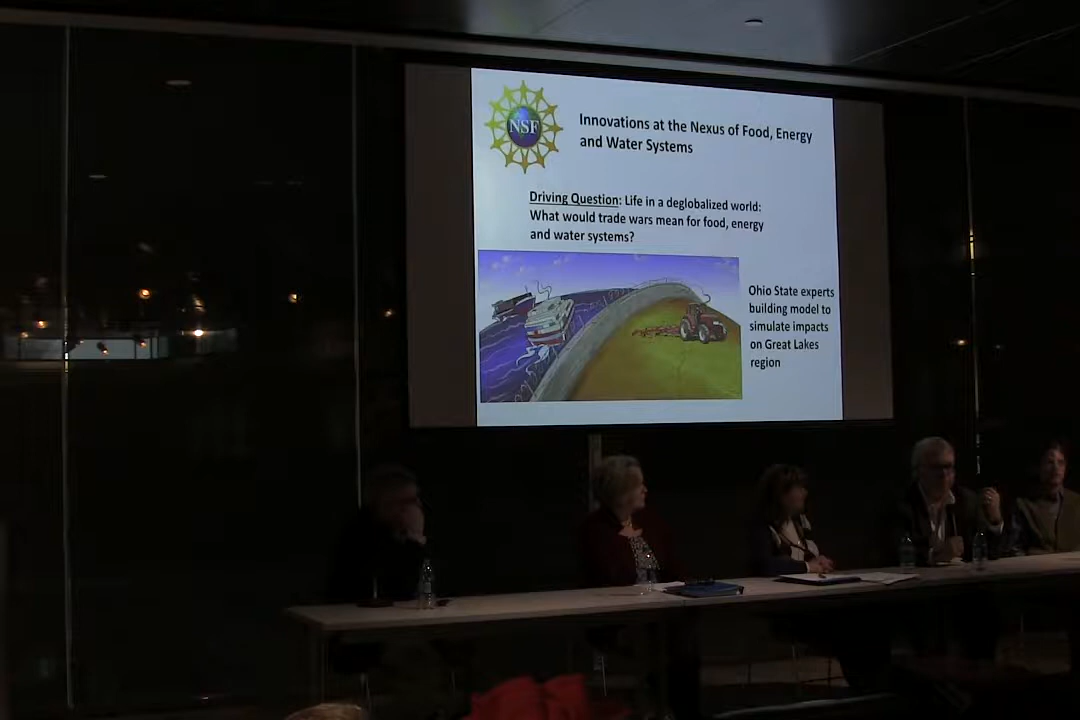 NSF
Innovations at the Nexus of Food, Energy
and Water Systems
Driving Question: Life in a deglobalized world:
What would trade wars mean for food, energy
and water systems?
Ohio State experts
building model to
simulate impacts
on Great Lakes
region